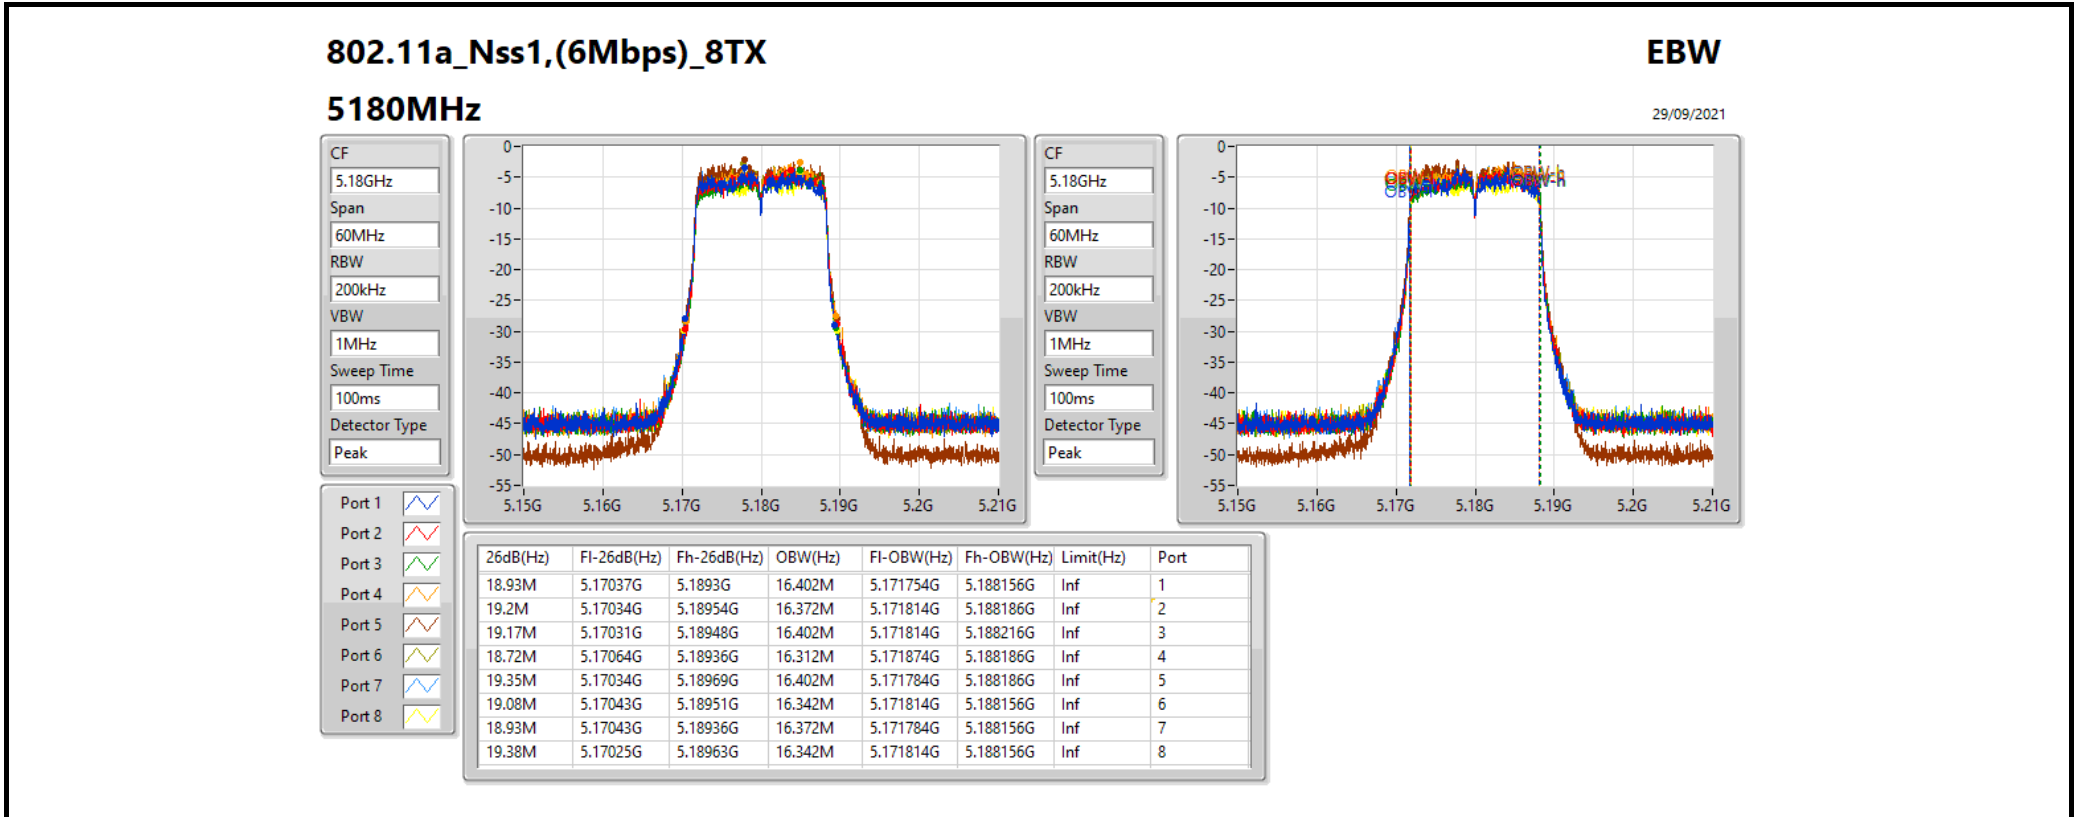 802.11a_Nss1,(6Mbps)_8TX
EBW
5180MHz
29/09/2021
CF
5.18GHz
Span
60MHz
RBW
200kHz
VBW
1MHz
Sweep Time
100ms
Detector Type
Peak
0
-5
-10
-15
-20
-25
-30
-35
-40
-45
-50
-55
5.15G 5.16G 5.17G 5.18G 5.19G 5.2G 5.21G
CF
5.18GHz
Span
60MHz
RBW
200kHz
VBW
1MHz
Sweep Time
100ms
Detector Type
Peak
0
-5
-10
-15
-20
-25
-30
-35
-40
-45
-50
-55
5.15G 5.16G 5.17G 5.18G 5.19G 5.2G 5.21G
Port 1
Port 2
Port 3
Port 4
Port 5
Port 6
Port 7
Port 8
26dB(Hz) Fl-26dB(Hz) Fh-26dB(Hz) OBW(Hz) Fl-OBW(Hz) Fh-OBW(Hz) Limit(Hz) Port
18.93M 5.17037G 5.1893G 16.402M 5.171754G 5.188156G Inf 1
19.2M 5.17034G 5.18954G 16.372M 5.171814G 5.188186G Inf 2
19.17M 5.17031G 5.18948G 16.402M 5.171814G 5.188216G Inf 3
18.72M 5.17064G 5.18936G 16.312M 5.171874G 5.188186G Inf 4
19.35M 5.17034G 5.18969G 16.402M 5.171784G 5.188186G Inf 5
19.08M 5.17043G 5.18951G 16.342M 5.171814G 5.188156G Inf 6
18.93M 5.17043G 5.18936G 16.372M 5.171784G 5.188156G Inf 7
19.38M 5.17025G 5.18963G 16.342M 5.171814G 5.188156G Inf 8